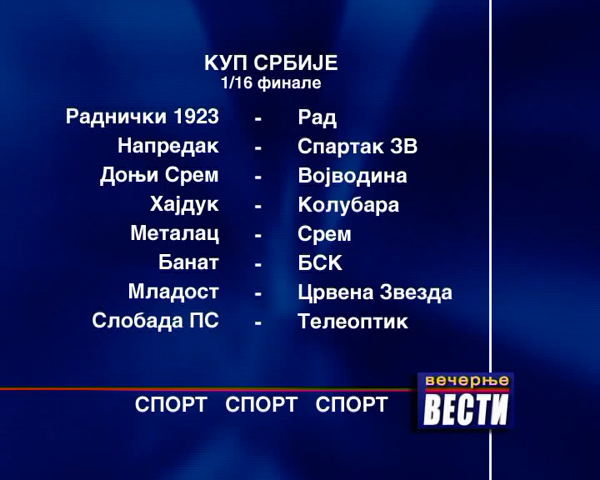 КУП СРБИЈЕ
1/16 финале
Раднички 1923 - Рад
Напредак - Спартак ЗВ
Доњи Срем - Војводина
Хајдук - Колубара
Металац - Срем
Банат - БСК
Младост - Црвена Звезда
Слобада ПС - Телеоптик
вечерње
ВЕСТИ
СПОРТ СПОРТ СПОРТ